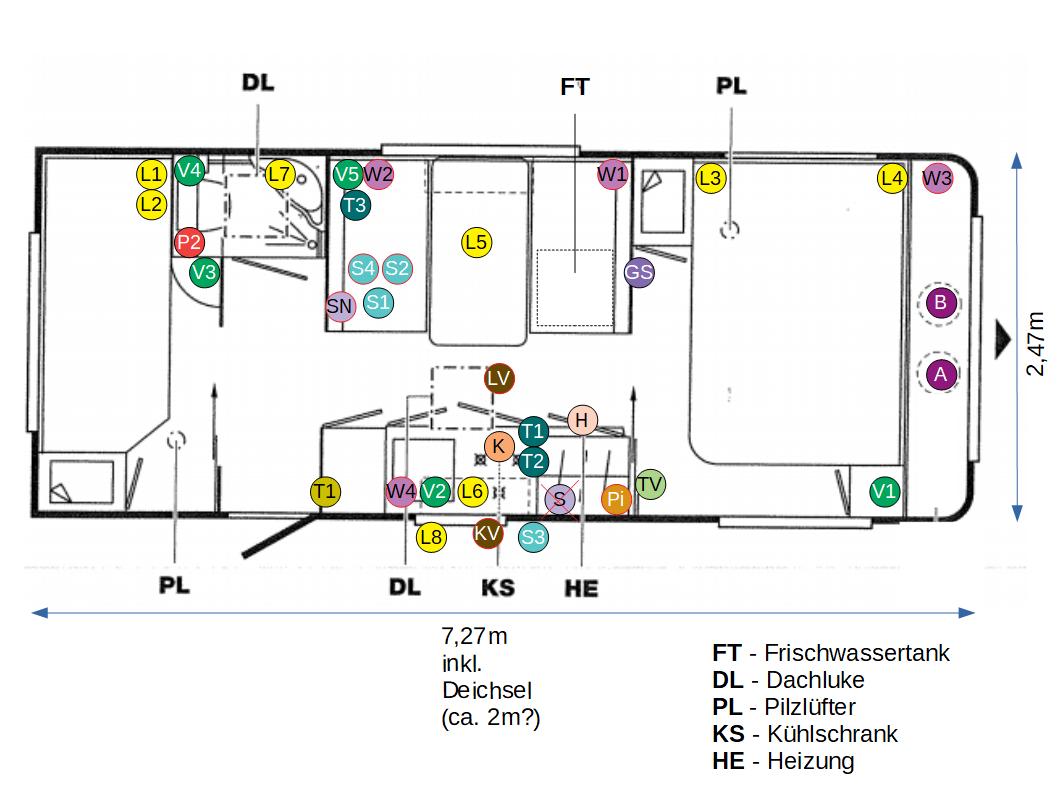 DL
FT
PL
L1
V4
L7
V5
W2
W1
L3
L4
W3
L2
T3
P2
L5
V3
S4
S2
GS
SN
S1
B
A
2,47m
LV
H
T1
K
T2
T1
W4
V2
L6
S
Pi
TV
V1
L8
KV
S3
PL
DL
KS
HE
7,27m
inkl.
Deichsel
(ca. 2m?)
FT - Frischwassertank
DL - Dachluke
PL - Pilzlüfter
KS - Kühlschrank
HE - Heizung